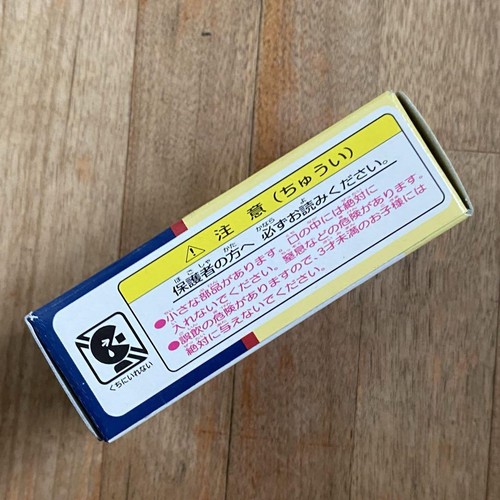 ⚠ 注意(ちゅうい)
保護者の方へ 必ずお読みください。
●小さな部品があります。口の中には絶対に
入れないでください。窒息などの危険があります。
●誤飲の危険がありますので、3才未満のお子様には
絶対に与えないでください。
くちにいれない